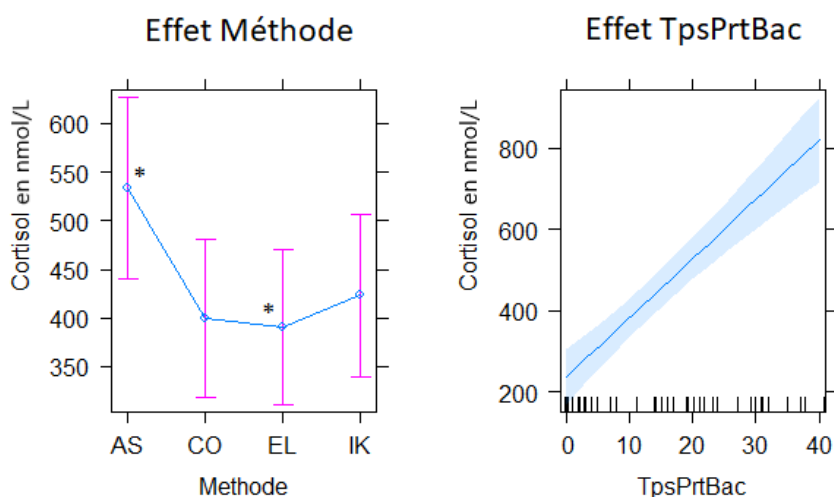 Effet Méthode
Cortisol en nmol/L
600
550
500
450
400
350
*
*
AS CO EL IK
Methode
Effet TpsPrtBac
Cortisol en nmol/L
800
600
400
200
0 10 20 30 40
TpsPrtBac